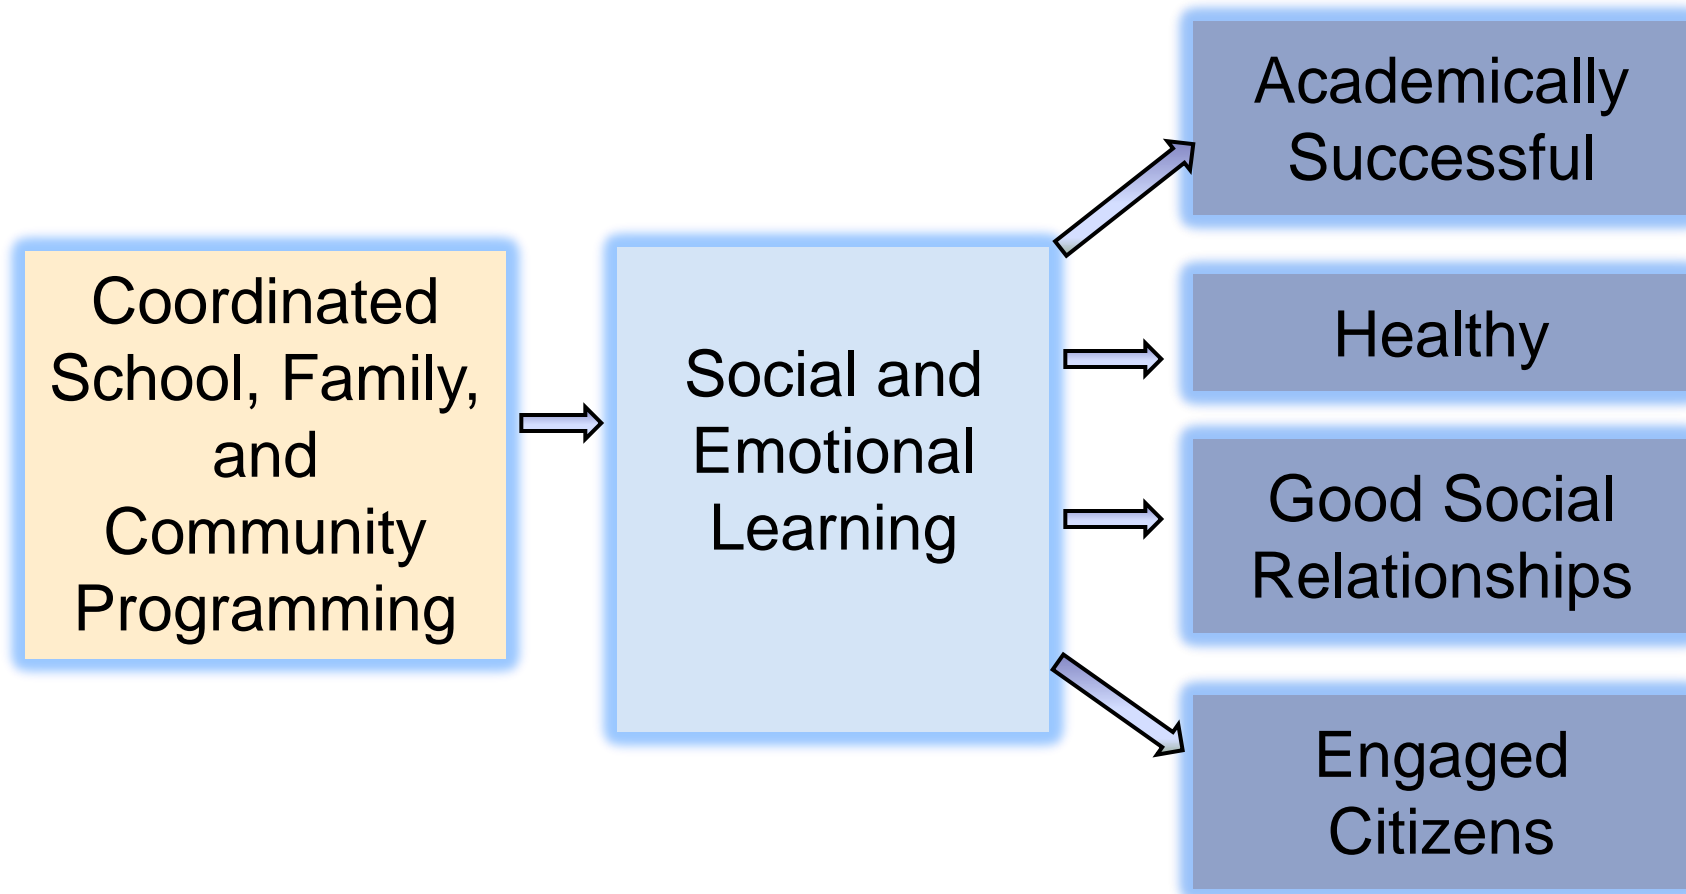 Coordinated
School, Family,
and
Community
Programming
Social and
Emotional
Learning
Academically
Successful
Healthy
Good Social
Relationships
Engaged
Citizens